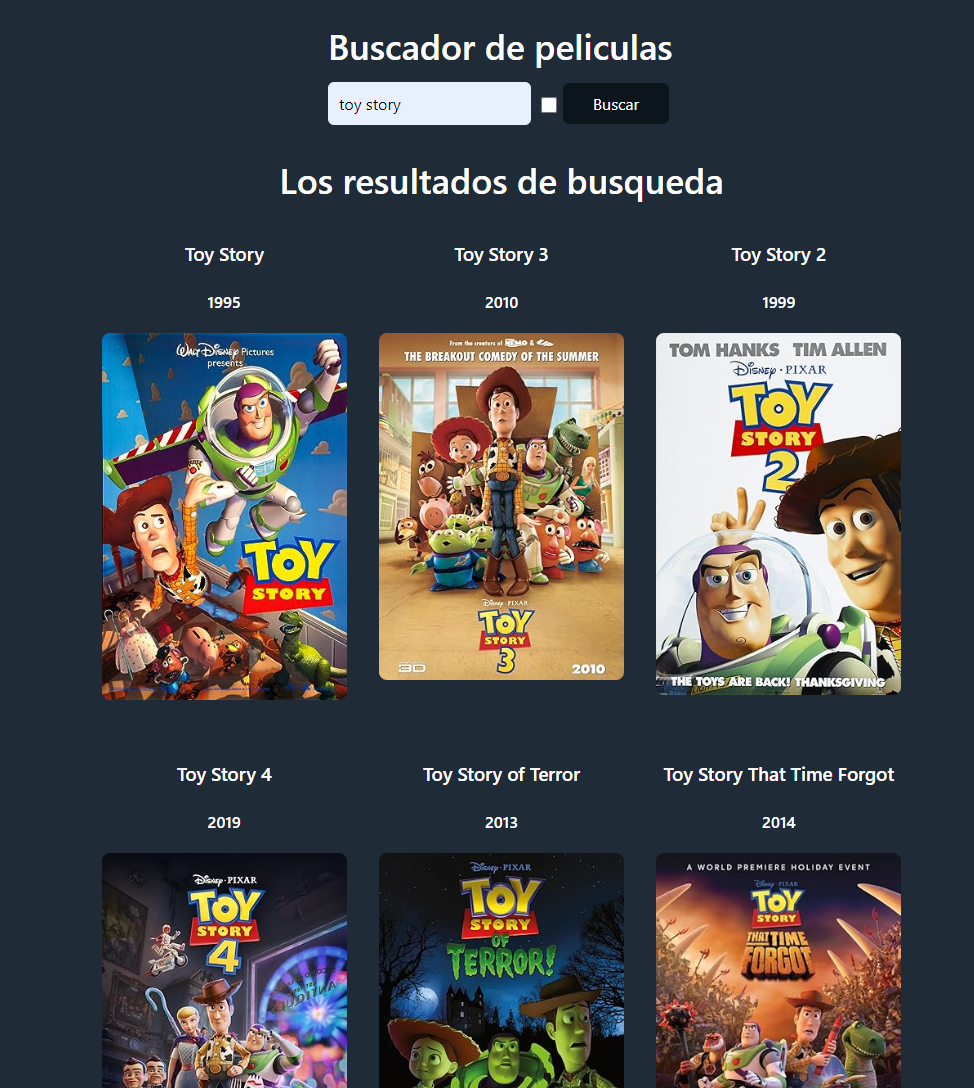 Buscador de peliculas
toy story
Buscar
Los resultados de busqueda
Toy Story
Toy Story 3
Toy Story 2
1995
2010
1999
WALT DISNEY Pictures
presents
TOY
STORY
From the creators of NEMO &
THE BREAKOUT COMEDY OF THE SUMMER
DISNEY · PIXAR
TOY
STORY
3
3D
2010
TOM HANKS TIM ALLEN
DISNEY · PIXAR
TOY
STORY
2
THE TOYS ARE BACK! THANKSGIVING
Toy Story 4
Toy Story of Terror
Toy Story That Time Forgot
2019
2013
2014
DISNEY · PIXAR
TOY
STORY
4
DISNEY · PIXAR
TOY
STORY
OF
TERROR!
A WORLD PREMIERE HOLIDAY EVENT
DISNEY · PIXAR
TOY
STORY
THAT TIME
FORGOT